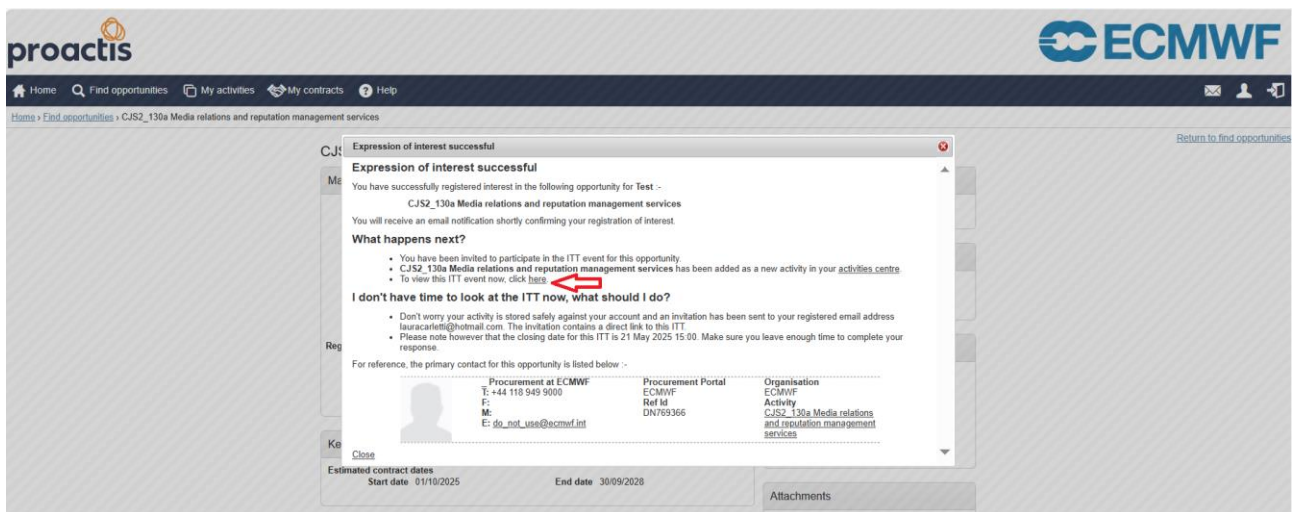 proactis
ECMWF
Home Find opportunities My activities My contracts Help
Home › Find opportunities › CJS2_130a Media relations and reputation management services
Return to find opportunities
CJS
Expression of interest successful
Ma
Expression of interest successful
You have successfully registered interest in the following opportunity for Test :-
CJS2_130a Media relations and reputation management services
You will receive an email notification shortly confirming your registration of interest.
What happens next?
• You have been invited to participate in the ITT event for this opportunity.
• CJS2_130a Media relations and reputation management services has been added as a new activity in your activities centre.
• To view this ITT event now, click here.
I don't have time to look at the ITT now, what should I do?
• Don't worry your activity is stored safely against your account and an invitation has been sent to your registered email address
lauracarletti@hotmail.com. The invitation contains a direct link to this ITT.
• Please note however that the closing date for this ITT is 21 May 2025 15:00. Make sure you leave enough time to complete your
response.
Reg
For reference, the primary contact for this opportunity is listed below :-
_ Procurement at ECMWF
T: +44 118 949 9000
F:
M:
E: do_not_use@ecmwf.int
Procurement Portal
ECMWF
Ref Id
DN769366
Organisation
ECMWF
Activity
CJS2_130a Media relations
and reputation management
services
Ke
Close
Estimated contract dates
Start date 01/10/2025 End date 30/09/2028
Attachments